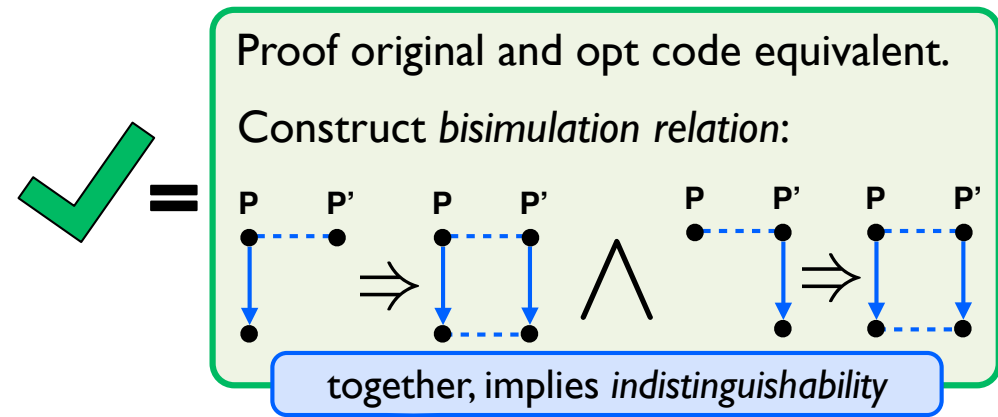 Proof original and opt code equivalent.
Construct bisimulation relation:
=
P P’ P P’ P P’ P P’
⇒ ∧ ⇒
together, implies indistinguishability